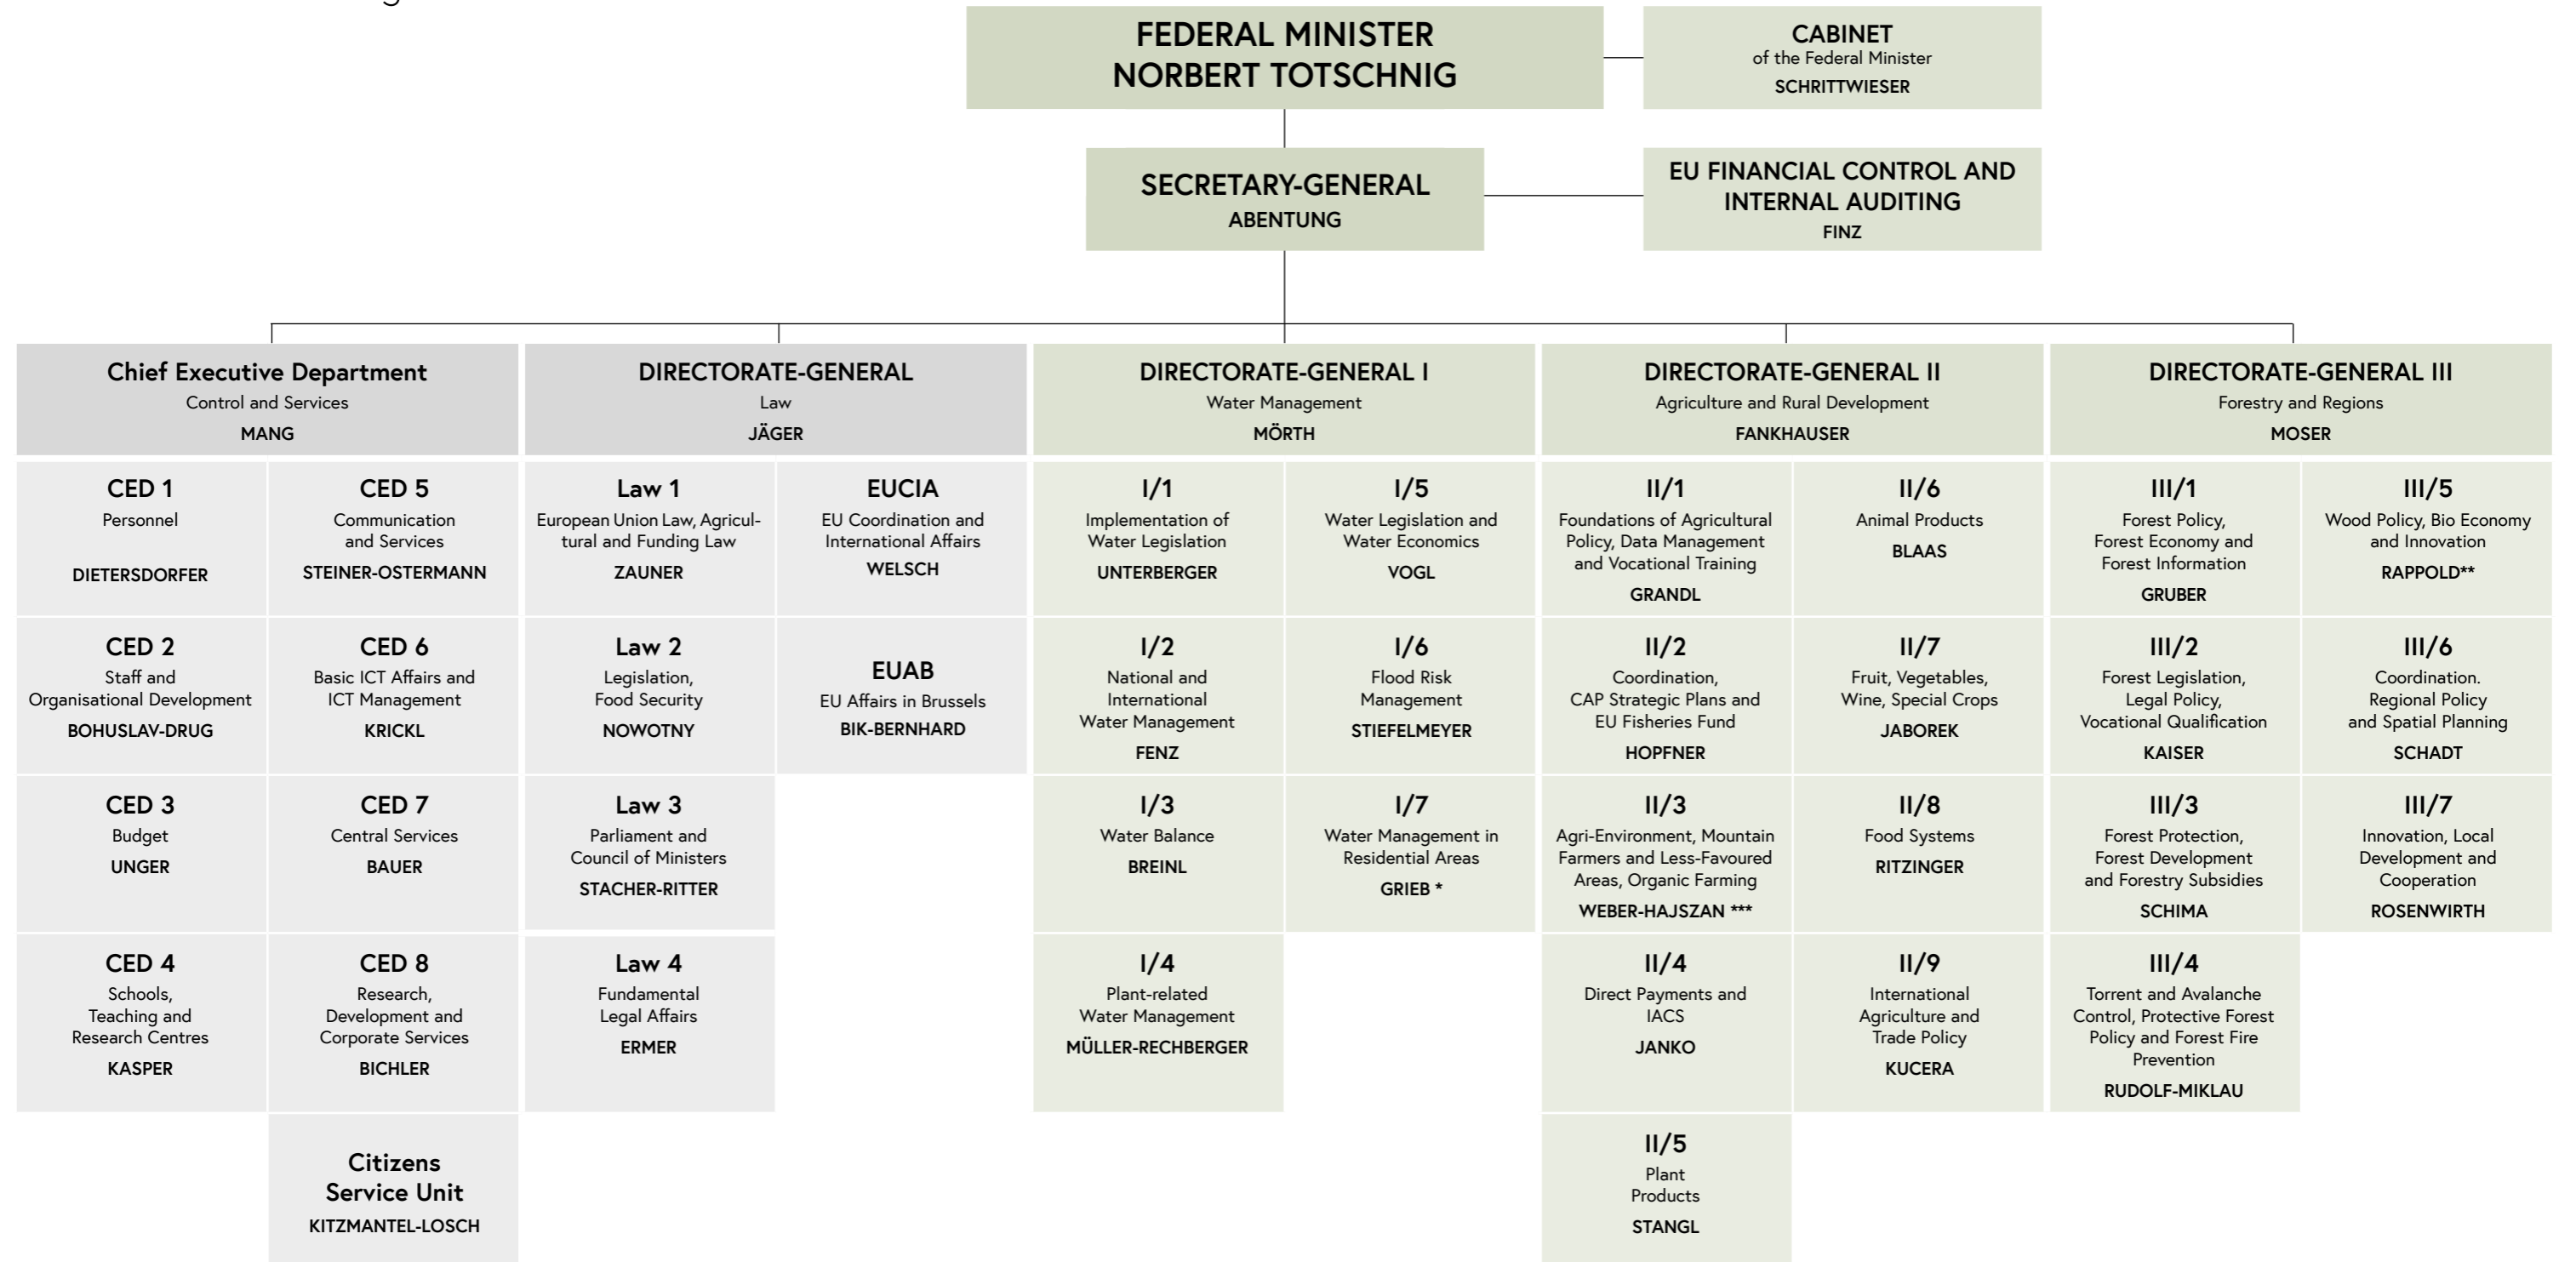 FEDERAL MINISTER
NORBERT TOTSCHNIG
CABINET
of the Federal Minister
SCHRITTWIESER
SECRETARY-GENERAL
ABENTUNG
EU FINANCIAL CONTROL AND
INTERNAL AUDITING
FINZ
Chief Executive Department
Control and Services
MANG
DIRECTORATE-GENERAL
Law
JÄGER
DIRECTORATE-GENERAL I
Water Management
MÖRTH
DIRECTORATE-GENERAL II
Agriculture and Rural Development
FANKHAUSER
DIRECTORATE-GENERAL III
Forestry and Regions
MOSER
CED 1
Personnel
DIETERSDORFER
CED 5
Communication
and Services
STEINER-OSTERMANN
Law 1
European Union Law, Agricul-
tural and Funding Law
ZAUNER
EUCIA
EU Coordination and
International Affairs
WELSCH
I/1
Implementation of
Water Legislation
UNTERBERGER
I/5
Water Legislation and
Water Economics
VOGL
II/1
Foundations of Agricultural
Policy, Data Management
and Vocational Training
GRANDL
II/6
Animal Products
BLAAS
III/1
Forest Policy,
Forest Economy and
Forest Information
GRUBER
III/5
Wood Policy, Bio Economy
and Innovation
RAPPOLD**
CED 2
Staff and
Organisational Development
BOHUSLAV-DRUG
CED 6
Basic ICT Affairs and
ICT Management
KRICKL
Law 2
Legislation,
Food Security
NOWOTNY
EUAB
EU Affairs in Brussels
BIK-BERNHARD
I/2
National and
International
Water Management
FENZ
I/6
Flood Risk
Management
STIEFELMEYER
II/2
Coordination,
CAP Strategic Plans and
EU Fisheries Fund
HOPFNER
II/7
Fruit, Vegetables,
Wine, Special Crops
JABOREK
III/2
Forest Legislation,
Legal Policy,
Vocational Qualification
KAISER
III/6
Coordination.
Regional Policy
and Spatial Planning
SCHADT
CED 3
Budget
UNGER
CED 7
Central Services
BAUER
Law 3
Parliament and
Council of Ministers
STACHER-RITTER
I/3
Water Balance
BREINL
I/7
Water Management in
Residential Areas
GRIEB *
II/3
Agri-Environment, Mountain
Farmers and Less-Favoured
Areas, Organic Farming
WEBER-HAJSZAN ***
II/8
Food Systems
RITZINGER
III/3
Forest Protection,
Forest Development
and Forestry Subsidies
SCHIMA
III/7
Innovation, Local
Development and
Cooperation
ROSENWIRTH
CED 4
Schools,
Teaching and
Research Centres
KASPER
CED 8
Research,
Development and
Corporate Services
BICHLER
Law 4
Fundamental
Legal Affairs
ERMER
I/4
Plant-related
Water Management
MÜLLER-RECHBERGER
II/4
Direct Payments and
IACS
JANKO
II/9
International
Agriculture and
Trade Policy
KUCERA
III/4
Torrent and Avalanche
Control, Protective Forest
Policy and Forest Fire
Prevention
RUDOLF-MIKLAU
Citizens
Service Unit
KITZMANTEL-LOSCH
II/5
Plant
Products
STANGL